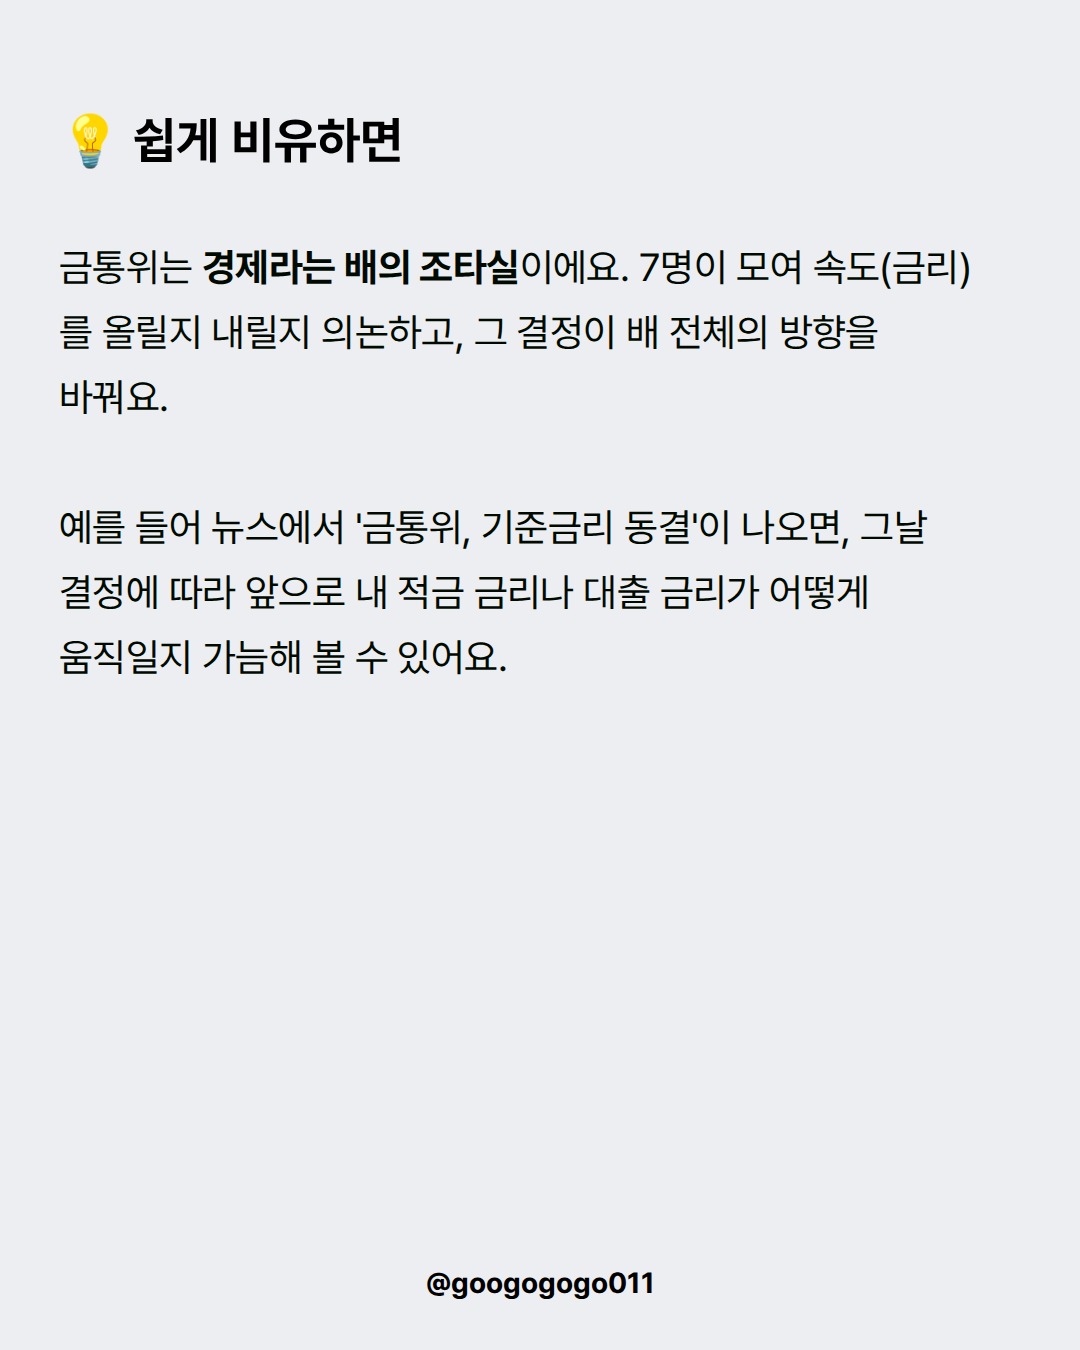 💡 쉽게 비유하면
금통위는 경제라는 배의 조타실이에요. 7명이 모여 속도(금리)
를 올릴지 내릴지 의논하고, 그 결정이 배 전체의 방향을
바꿔요.
예를 들어 뉴스에서 '금통위, 기준금리 동결'이 나오면, 그날
결정에 따라 앞으로 내 적금 금리나 대출 금리가 어떻게
움직일지 가늠해 볼 수 있어요.
@googogogo011